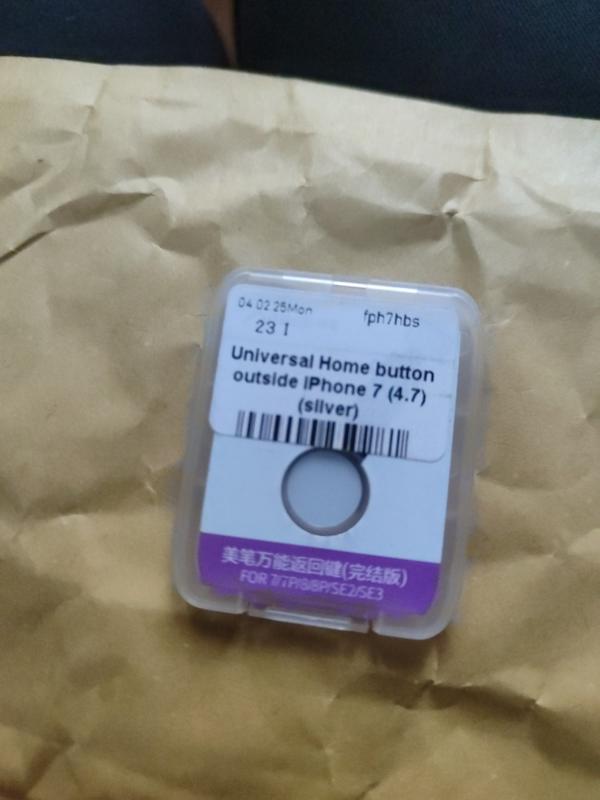 04 02 25Mon fph7hbs
23 I
Universal Home button
outside iPhone 7 (4.7)
(silver)
美笔万能返回键(完结版)
FOR 7/7P/8/8P/SE2/SE3